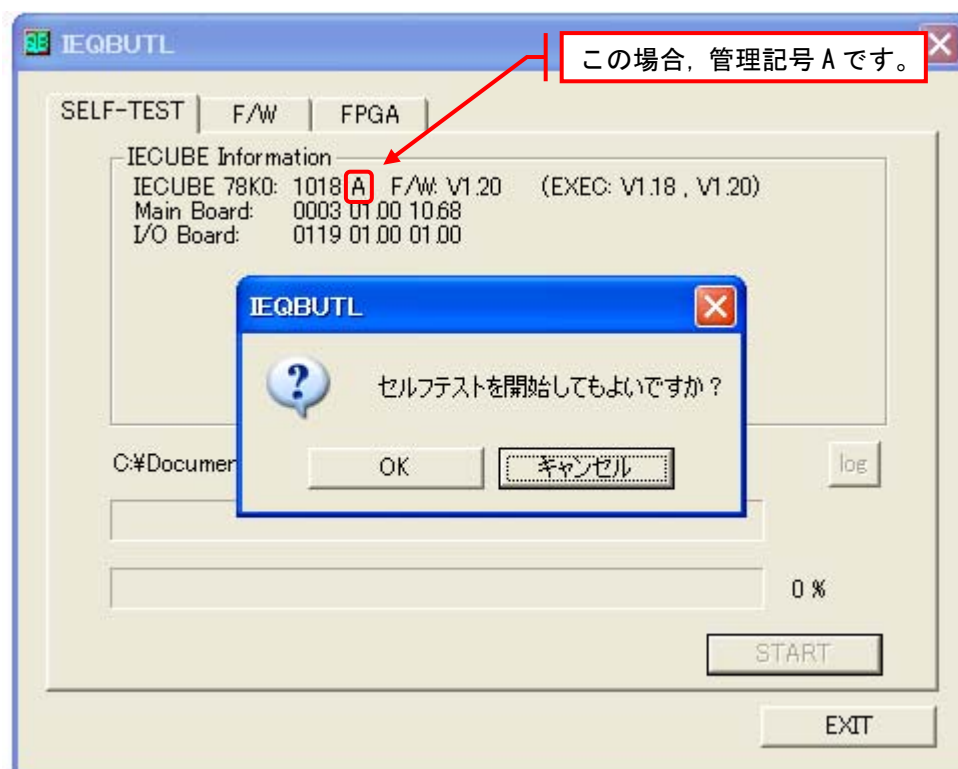 IEQBUTL
この場合，管理記号 A です。
SELF-TEST
F/W
FPGA
IECUBE Information
IECUBE 78K0: 1018 A F/W: V1.20 (EXEC: V1.18 , V1.20)
Main Board: 0003 01.00 10.68
I/O Board: 0119 01.00 01.00
IEQBUTL
セルフテストを開始してもよいですか？
OK
キャンセル
C:¥Documen
log
0 %
START
EXIT